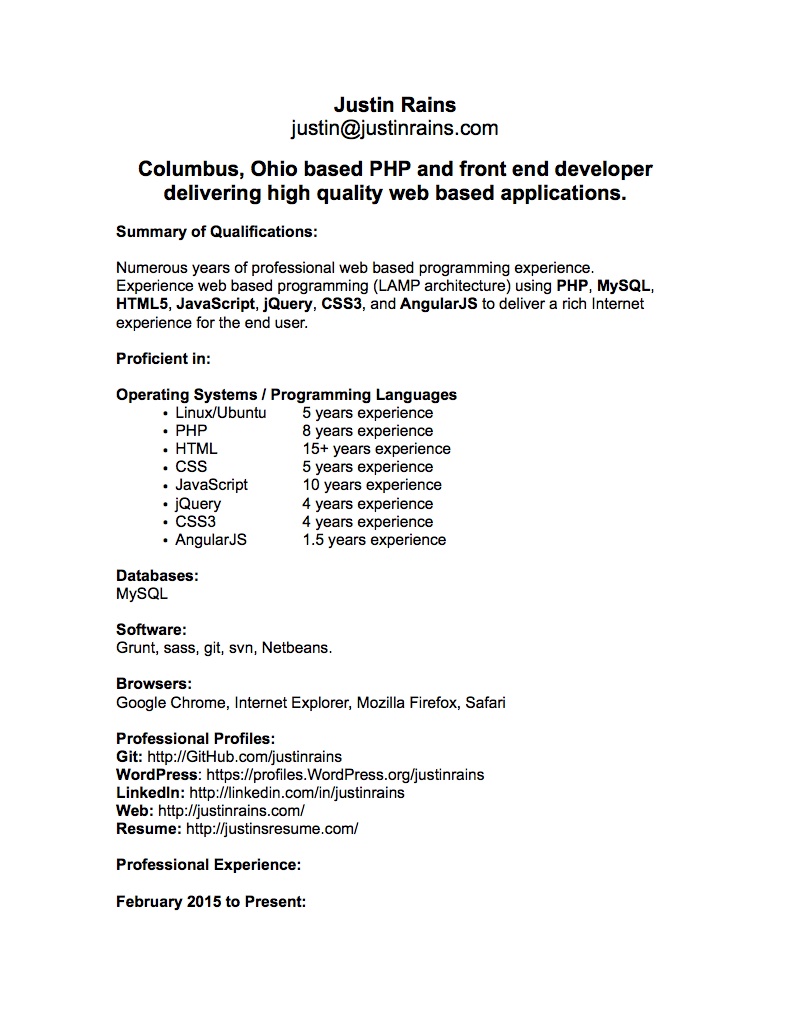 Justin Rains
justin@justinrains.com
Columbus, Ohio based PHP and front end developer
delivering high quality web based applications.
Summary of Qualifications:
Numerous years of professional web based programming experience.
Experience web based programming (LAMP architecture) using PHP, MySQL,
HTML5, JavaScript, jQuery, CSS3, and AngularJS to deliver a rich Internet
experience for the end user.
Proficient in:
Operating Systems / Programming Languages
• Linux/Ubuntu 5 years experience
• PHP 8 years experience
• HTML 15+ years experience
• CSS 5 years experience
• JavaScript 10 years experience
• jQuery 4 years experience
• CSS3 4 years experience
• AngularJS 1.5 years experience
Databases:
MySQL
Software:
Grunt, sass, git, svn, Netbeans.
Browsers:
Google Chrome, Internet Explorer, Mozilla Firefox, Safari
Professional Profiles:
Git: http://GitHub.com/justinrains
WordPress: https://profiles.WordPress.org/justinrains
LinkedIn: http://linkedin.com/in/justinrains
Web: http://justinrains.com/
Resume: http://justinsresume.com/
Professional Experience:
February 2015 to Present: